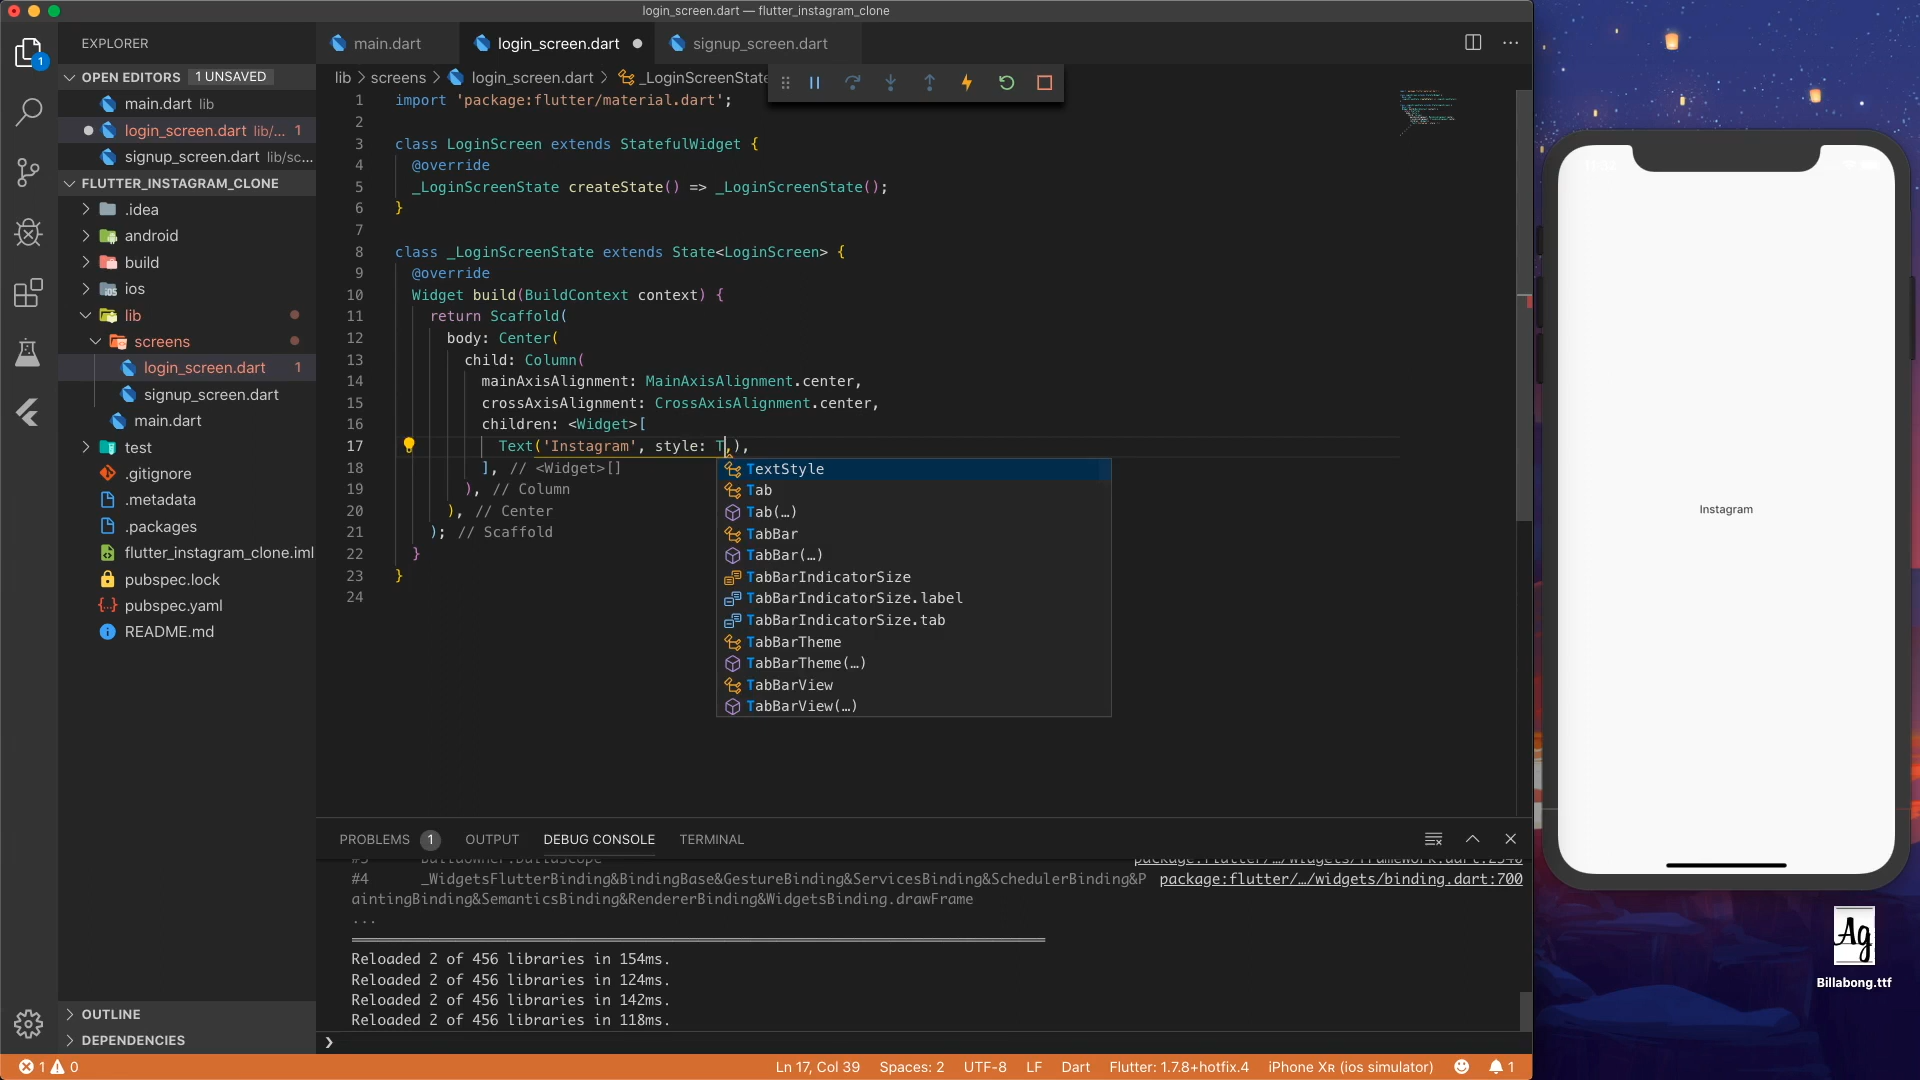 login_screen.dart — flutter_instagram_clone
EXPLORER
OPEN EDITORS 1 UNSAVED
main.dart lib
login_screen.dart lib/... 1
signup_screen.dart lib/sc...
FLUTTER_INSTAGRAM_CLONE
.idea
android
build
ios
lib
screens
login_screen.dart 1
signup_screen.dart
main.dart
test
.gitignore
.metadata
.packages
flutter_instagram_clone.iml
pubspec.lock
pubspec.yaml
README.md
OUTLINE
DEPENDENCIES
main.dart login_screen.dart signup_screen.dart
lib > screens > login_screen.dart > _LoginScreenState
1 import 'package:flutter/material.dart';
2
3 class LoginScreen extends StatefulWidget {
4 @override
5 _LoginScreenState createState() => _LoginScreenState();
6 }
7
8 class _LoginScreenState extends State<LoginScreen> {
9 @override
10 Widget build(BuildContext context) {
11 return Scaffold(
12 body: Center(
13 child: Column(
14 mainAxisAlignment: MainAxisAlignment.center,
15 crossAxisAlignment: CrossAxisAlignment.center,
16 children: <Widget>[
17 Text('Instagram', style: T,),
18 ], // <Widget>[]
19 ), // Column
20 ), // Center
21 ); // Scaffold
22 }
23 }
24
TextStyle
Tab
Tab(…)
TabBar
TabBar(…)
TabBarIndicatorSize
TabBarIndicatorSize.label
TabBarIndicatorSize.tab
TabBarTheme
TabBarTheme(…)
TabBarView
TabBarView(…)
PROBLEMS 1 OUTPUT DEBUG CONSOLE TERMINAL
#4 _WidgetsFlutterBinding&BindingBase&GestureBinding&ServicesBinding&SchedulerBinding&P package:flutter/…/widgets/binding.dart:700
aintingBinding&SemanticsBinding&RendererBinding&WidgetsBinding.drawFrame
...
Reloaded 2 of 456 libraries in 154ms.
Reloaded 2 of 456 libraries in 124ms.
Reloaded 2 of 456 libraries in 142ms.
Reloaded 2 of 456 libraries in 118ms.
1 0 Ln 17, Col 39 Spaces: 2 UTF-8 LF Dart Flutter: 1.7.8+hotfix.4 iPhone Xʀ (ios simulator) 1
1
Instagram
Ag
Billabong.ttf